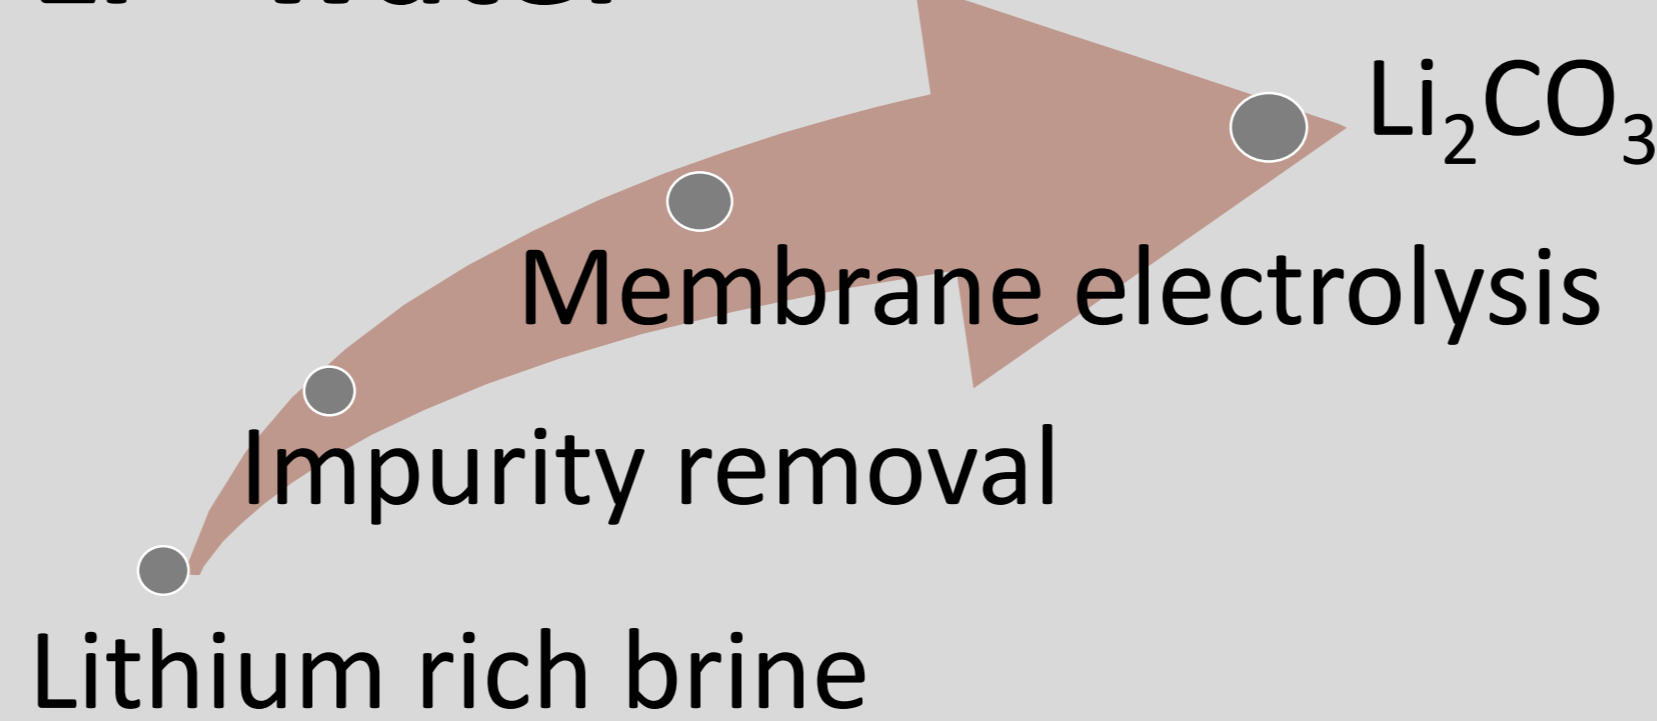 Li₂CO₃
Membrane electrolysis
Impurity removal
Lithium rich brine